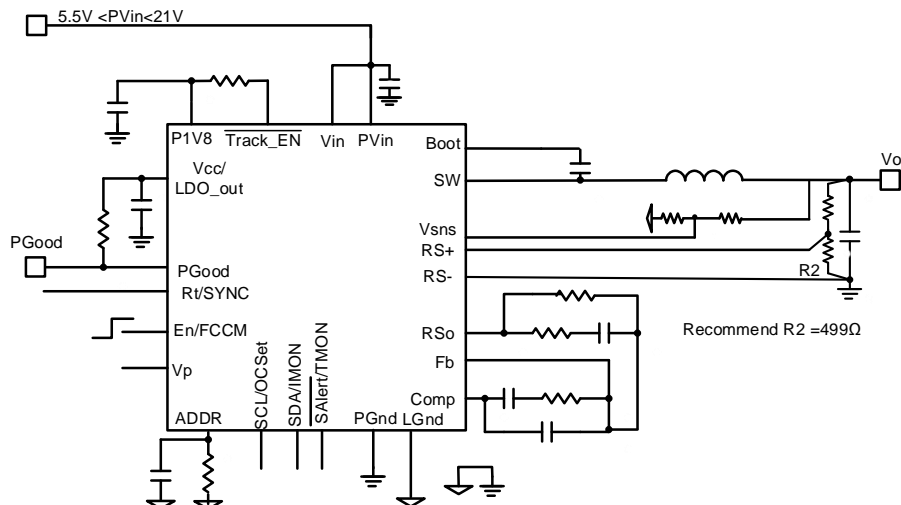 5.5V <PVin<21V
P1V8
Track_EN
Vin
PVin
Boot
Vcc/
LDO_out
SW
Vo
Vsns
RS+
PGood
PGood
RS-
R2
Rt/SYNC
En/FCCM
RSo
Recommend R2 =499Ω
Fb
Vp
Comp
ADDR
SCL/OCSet
SDA/IMON
SAlert/TMON
PGnd
LGnd